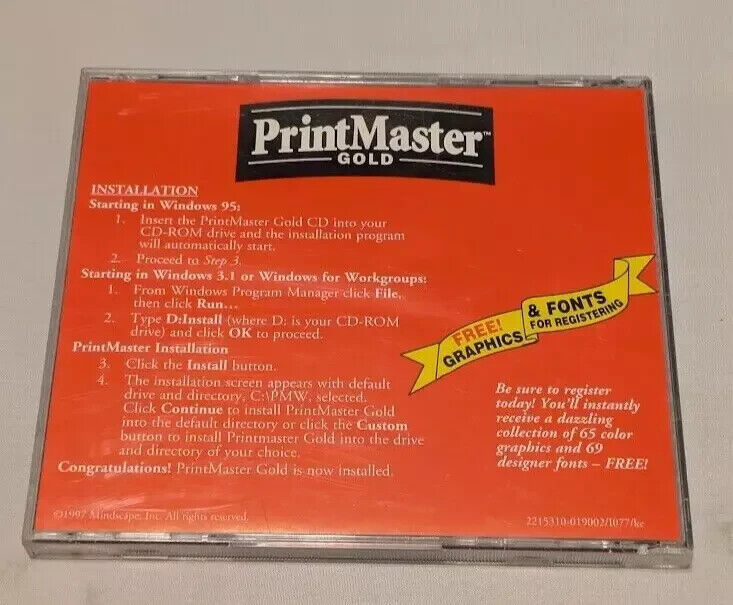 PrintMaster™
GOLD
INSTALLATION
Starting in Windows 95:
1. Insert the PrintMaster Gold CD into your
CD-ROM drive and the installation program
will automatically start.
2. Proceed to Step 3.
Starting in Windows 3.1 or Windows for Workgroups:
1. From Windows Program Manager click File,
then click Run...
2. Type D:Install (where D: is your CD-ROM
drive) and click OK to proceed.
PrintMaster Installation
3. Click the Install button.
4. The installation screen appears with default
drive and directory, C:\PMW, selected.
Click Continue to install PrintMaster Gold
into the default directory or click the Custom
button to install Printmaster Gold into the drive
and directory of your choice.
Congratulations! PrintMaster Gold is now installed.
FREE!
GRAPHICS
& FONTS
FOR REGISTERING
Be sure to register
today! You'll instantly
receive a dazzling
collection of 65 color
graphics and 69
designer fonts – FREE!
©1997 Mindscape, Inc. All rights reserved.
2215310-019002/1077/kc